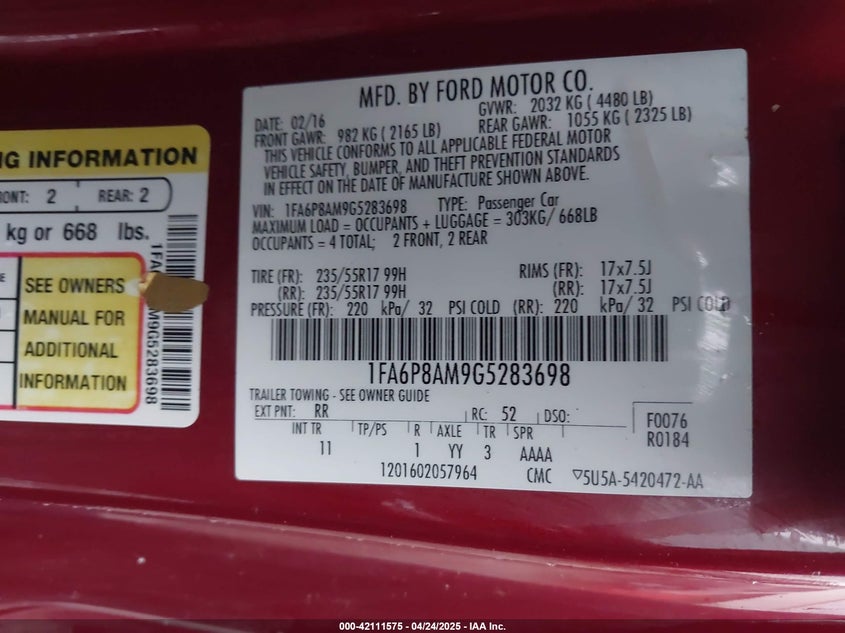 NG INFORMATION
FRONT: 2 REAR: 2
kg or 668 lbs.
SEE OWNERS
MANUAL FOR
ADDITIONAL
INFORMATION
MFD. BY FORD MOTOR CO.
DATE: 02/16 GVWR: 2032 KG ( 4480 LB)
FRONT GAWR: 982 KG ( 2165 LB) REAR GAWR: 1055 KG ( 2325 LB)
THIS VEHICLE CONFORMS TO ALL APPLICABLE FEDERAL MOTOR
VEHICLE SAFETY, BUMPER, AND THEFT PREVENTION STANDARDS
IN EFFECT ON THE DATE OF MANUFACTURE SHOWN ABOVE.
VIN: 1FA6P8AM9G5283698 TYPE: Passenger Car
MAXIMUM LOAD = OCCUPANTS + LUGGAGE = 303KG/ 668LB
OCCUPANTS = 4 TOTAL; 2 FRONT, 2 REAR
TIRE (FR): 235/55R17 99H RIMS (FR): 17x7.5J
(RR): 235/55R17 99H (RR): 17x7.5J
PRESSURE (FR): 220 kPa/ 32 PSI COLD (RR): 220 kPa/ 32 PSI COLD
1FA6P8AM9G5283698
TRAILER TOWING - SEE OWNER GUIDE
EXT PNT: RR RC: 52 DSO: F0076
INT TR TP/PS R AXLE TR SPR R0184
11 1 YY 3 AAAA
1201602057964 CMC ▽5U5A-5420472-AA
000-42111575 - 04/24/2025 - IAA Inc.